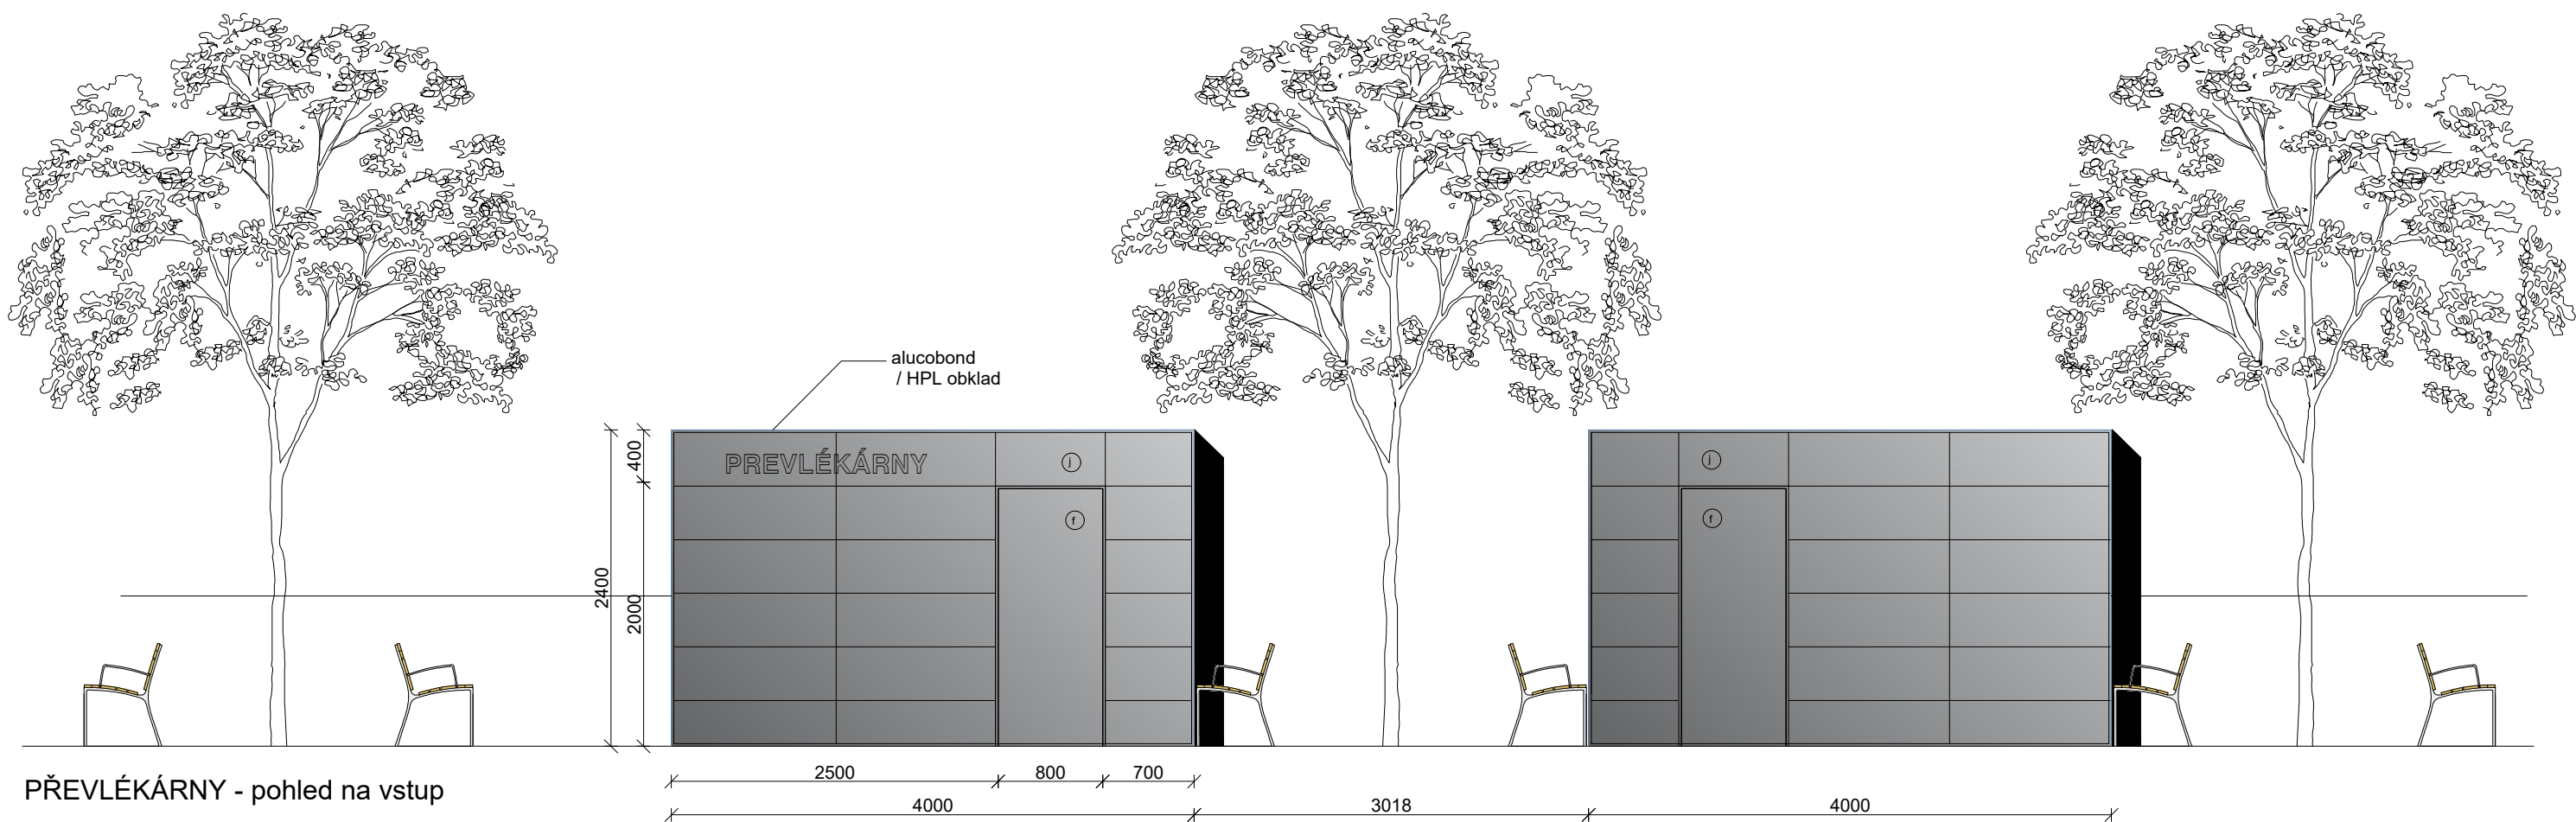 alucobond
/ HPL obklad
400
PREVLÉKÁRNY
j
j
f
f
2400
2000
2500
800
700
PŘEVLÉKÁRNY - pohled na vstup
4000
3018
4000